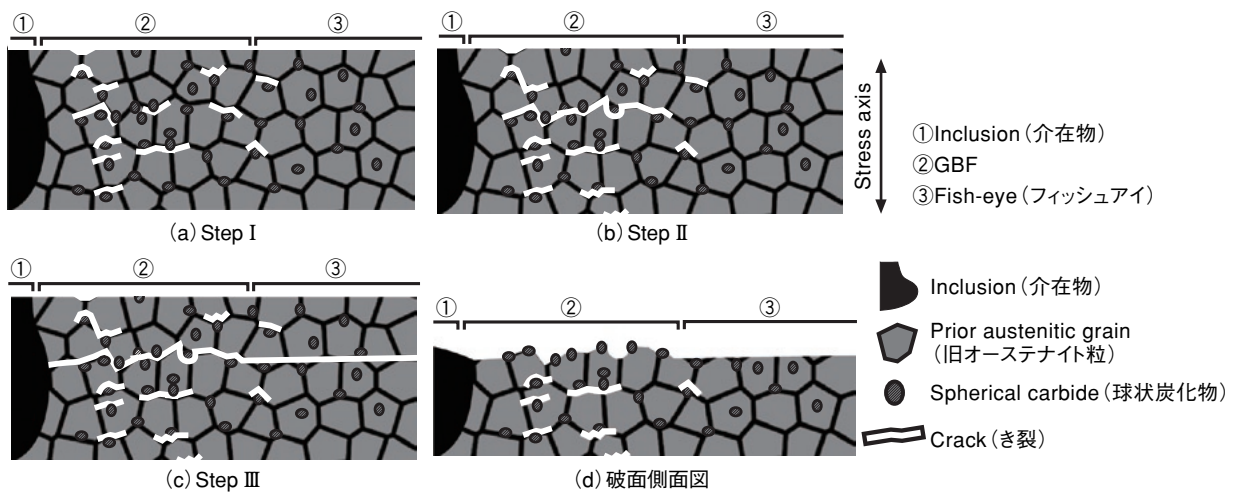 ① ② ③
① ② ③
(a) Step Ⅰ
(b) Step Ⅱ
Stress axis
①Inclusion（介在物）
②GBF
③Fish-eye（フィッシュアイ）
① ② ③
① ② ③
(c) Step Ⅲ
(d) 破面側面図
Inclusion（介在物）
Prior austenitic grain
（旧オーステナイト粒）
Spherical carbide（球状炭化物）
Crack（き裂）